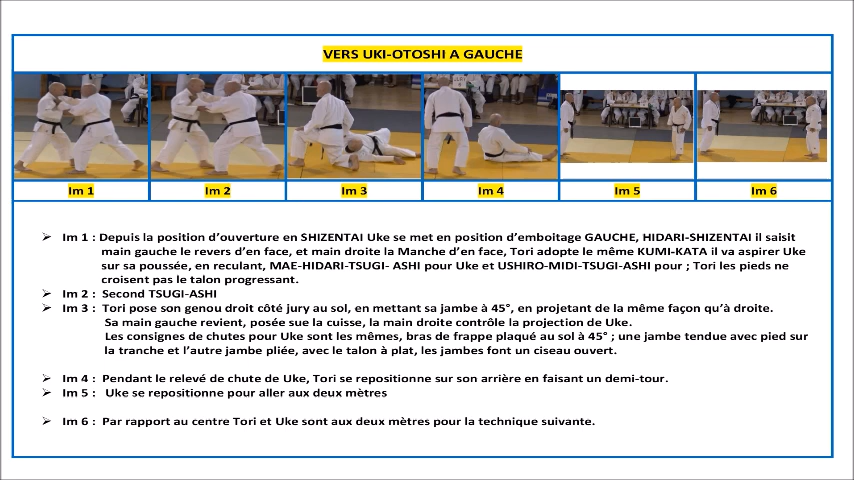 VERS UKI-OTOSHI A GAUCHE
Im 1 Im 2 Im 3 Im 4 Im 5 Im 6
➢ Im 1 : Depuis la position d’ouverture en SHIZENTAI Uke se met en position d’emboitage GAUCHE, HIDARI-SHIZENTAI il saisit
main gauche le revers d’en face, et main droite la Manche d’en face, Tori adopte le même KUMI-KATA il va aspirer Uke
sur sa poussée, en reculant, MAE-HIDARI-TSUGI- ASHI pour Uke et USHIRO-MIDI-TSUGI-ASHI pour ; Tori les pieds ne
croisent pas le talon progressant.
➢ Im 2 : Second TSUGI-ASHI
➢ Im 3 : Tori pose son genou droit côté jury au sol, en mettant sa jambe à 45°, en projetant de la même façon qu’à droite.
Sa main gauche revient, posée sue la cuisse, la main droite contrôle la projection de Uke.
Les consignes de chutes pour Uke sont les mêmes, bras de frappe plaqué au sol à 45° ; une jambe tendue avec pied sur
la tranche et l’autre jambe pliée, avec le talon à plat, les jambes font un ciseau ouvert.
➢ Im 4 : Pendant le relevé de chute de Uke, Tori se repositionne sur son arrière en faisant un demi-tour.
➢ Im 5 : Uke se repositionne pour aller aux deux mètres
➢ Im 6 : Par rapport au centre Tori et Uke sont aux deux mètres pour la technique suivante.